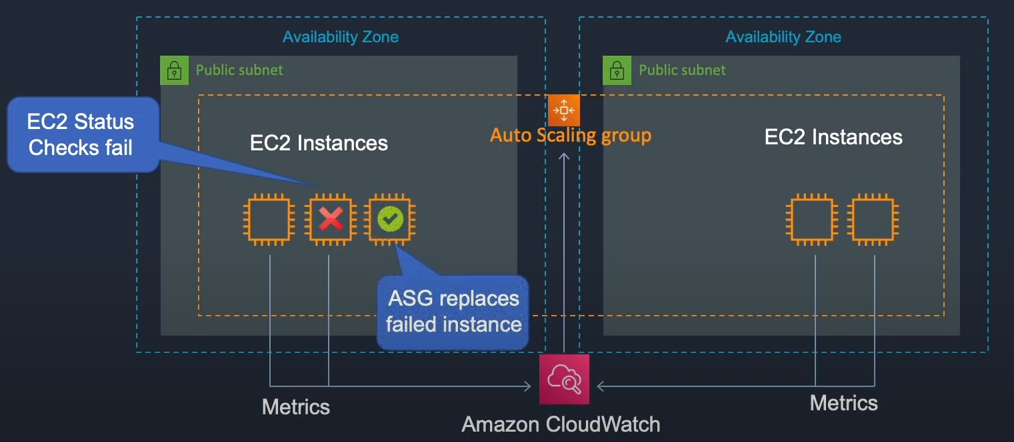 Availability Zone
Availability Zone
Public subnet
Public subnet
EC2 Status
Checks fail
EC2 Instances
Auto Scaling group
EC2 Instances
ASG replaces
failed instance
Metrics
Metrics
Amazon CloudWatch